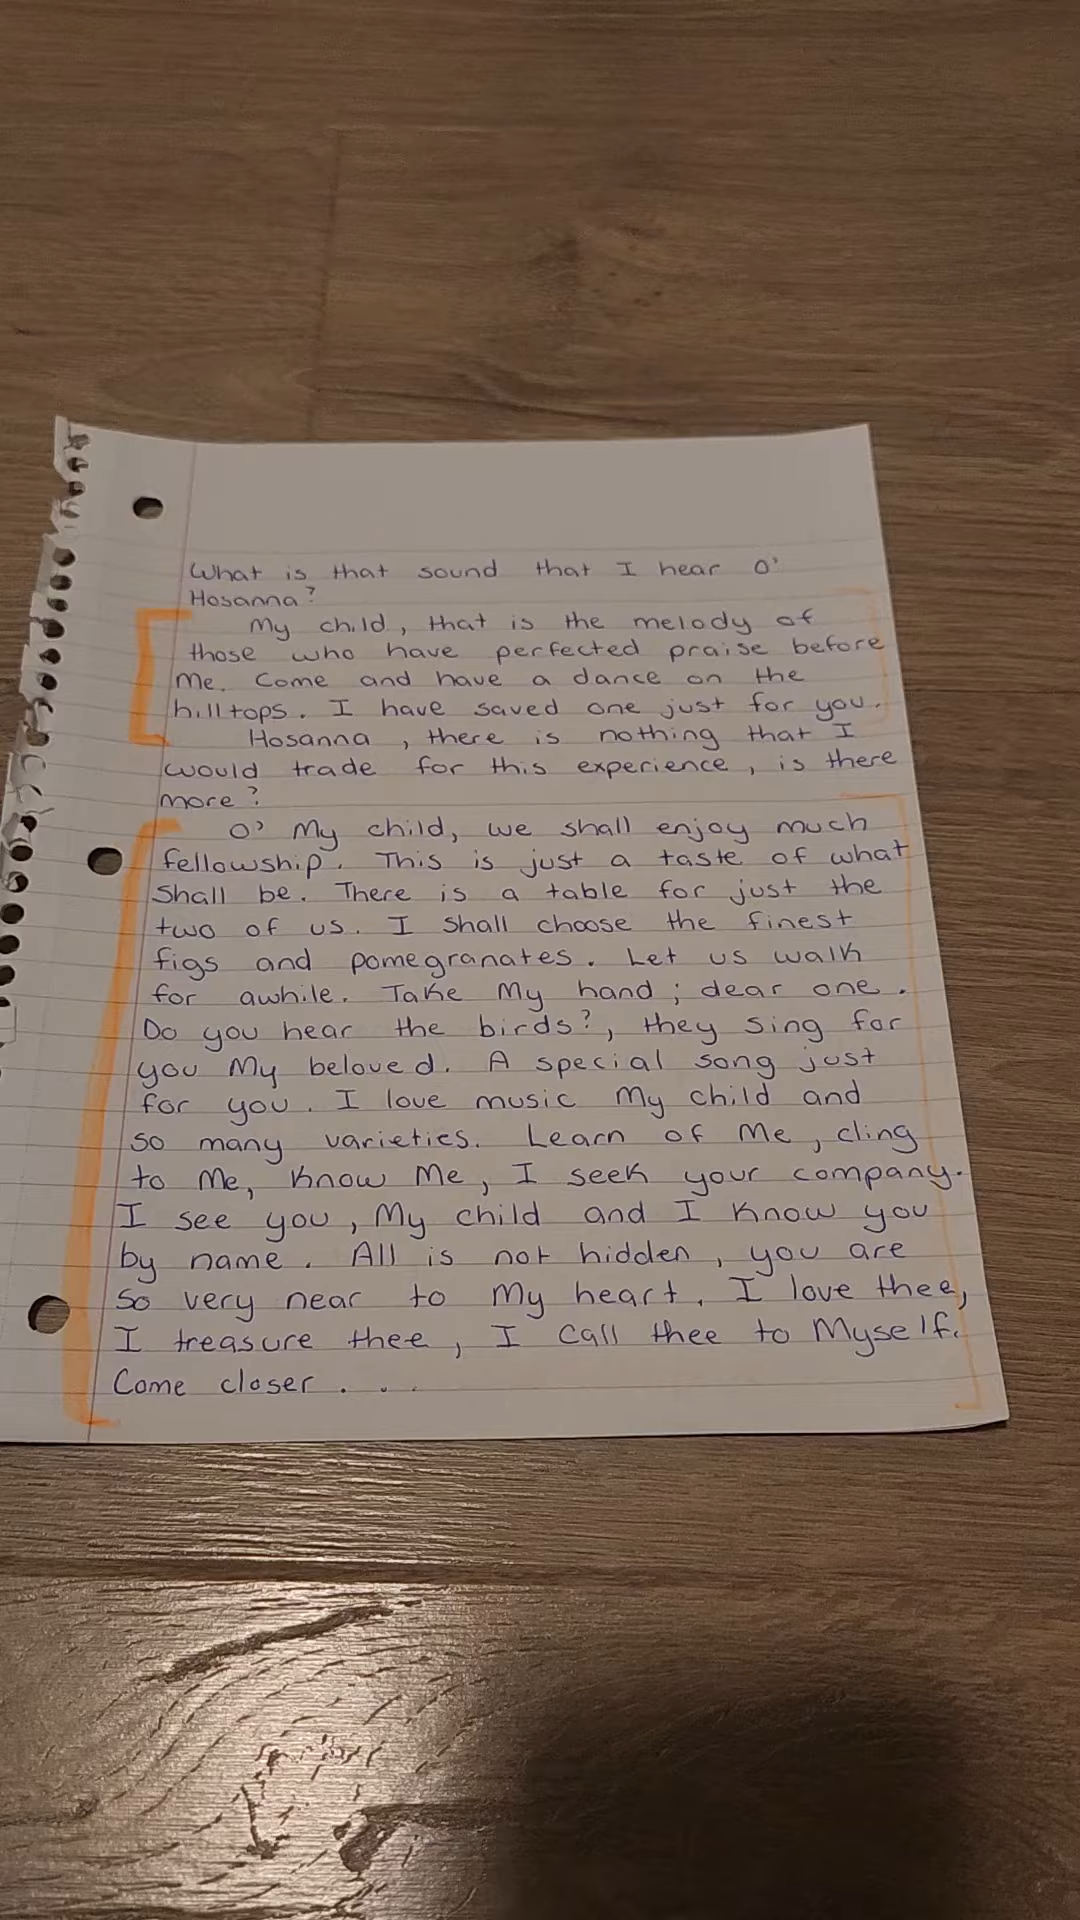 What is that sound that I hear O'
Hosanna?
My child, that is the melody of
those who have perfected praise before
Me. Come and have a dance on the
hilltops. I have saved one just for you.
Hosanna, there is nothing that I
would trade for this experience, is there
more?
O' My child, we shall enjoy much
fellowship. This is just a taste of what
shall be. There is a table for just the
two of us. I shall choose the finest
figs and pomegranates. Let us walk
for awhile. Take My hand; dear one.
Do you hear the birds?, they sing for
you My beloved. A special song just
for you. I love music My child and
so many varieties. Learn of Me, cling
to Me, Know Me, I seek your company.
I see you, My child and I Know you
by name. All is not hidden, you are
so very near to My heart. I love thee,
I treasure thee, I call thee to Myself.
Come closer...